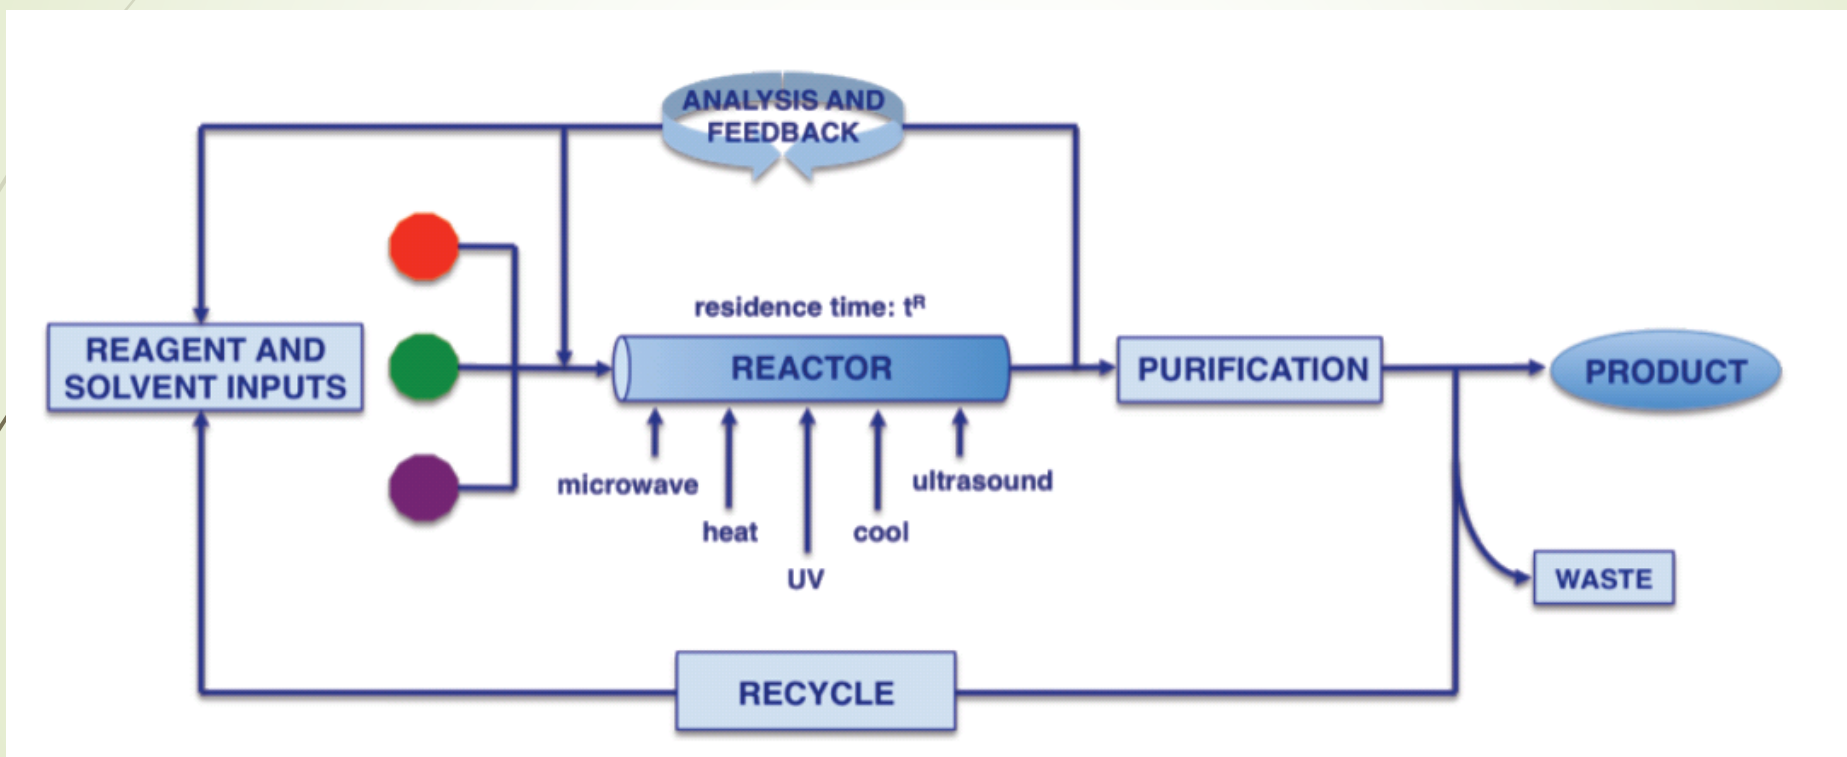 ANALYSIS AND
FEEDBACK
residence time: tᴿ
REAGENT AND
SOLVENT INPUTS
REACTOR
PURIFICATION
PRODUCT
microwave
ultrasound
heat
cool
UV
WASTE
RECYCLE